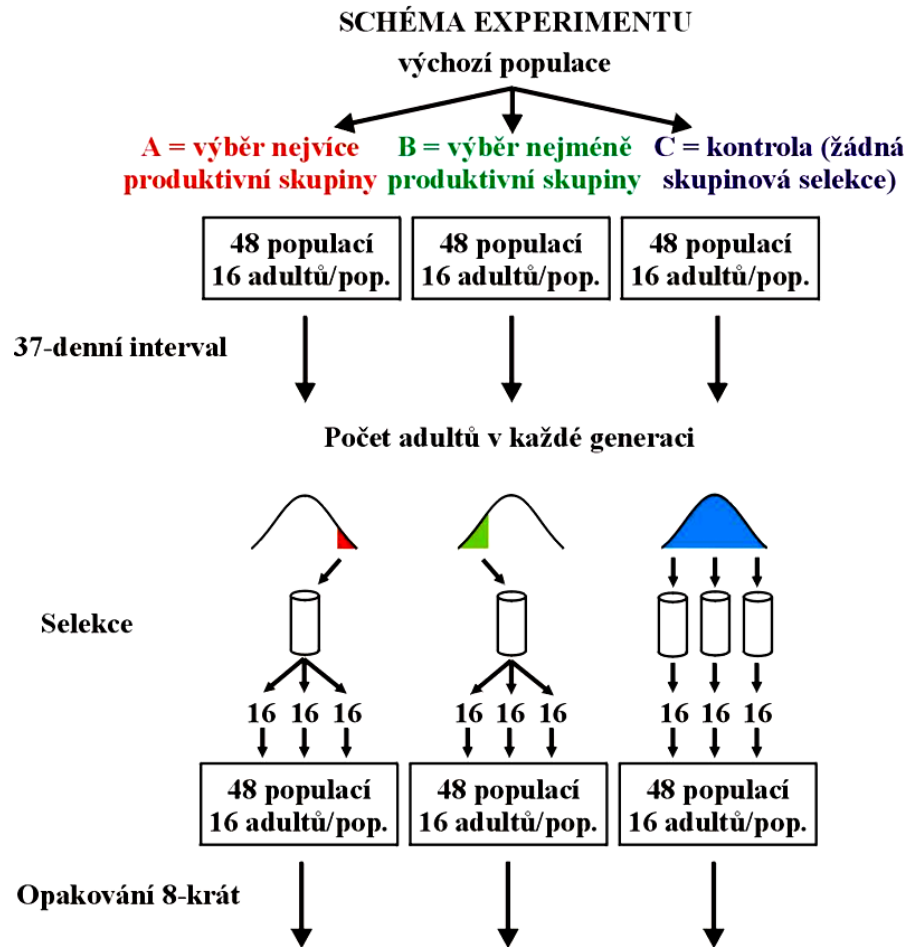 SCHÉMA EXPERIMENTU
výchozí populace
A = výběr nejvíce
produktivní skupiny
B = výběr nejméně
produktivní skupiny
C = kontrola (žádná
skupinová selekce)
48 populací
16 adultů/pop.
48 populací
16 adultů/pop.
48 populací
16 adultů/pop.
37-denní interval
Počet adultů v každé generaci
Selekce
16 16 16
16 16 16
16 16 16
48 populací
16 adultů/pop.
48 populací
16 adultů/pop.
48 populací
16 adultů/pop.
Opakování 8-krát